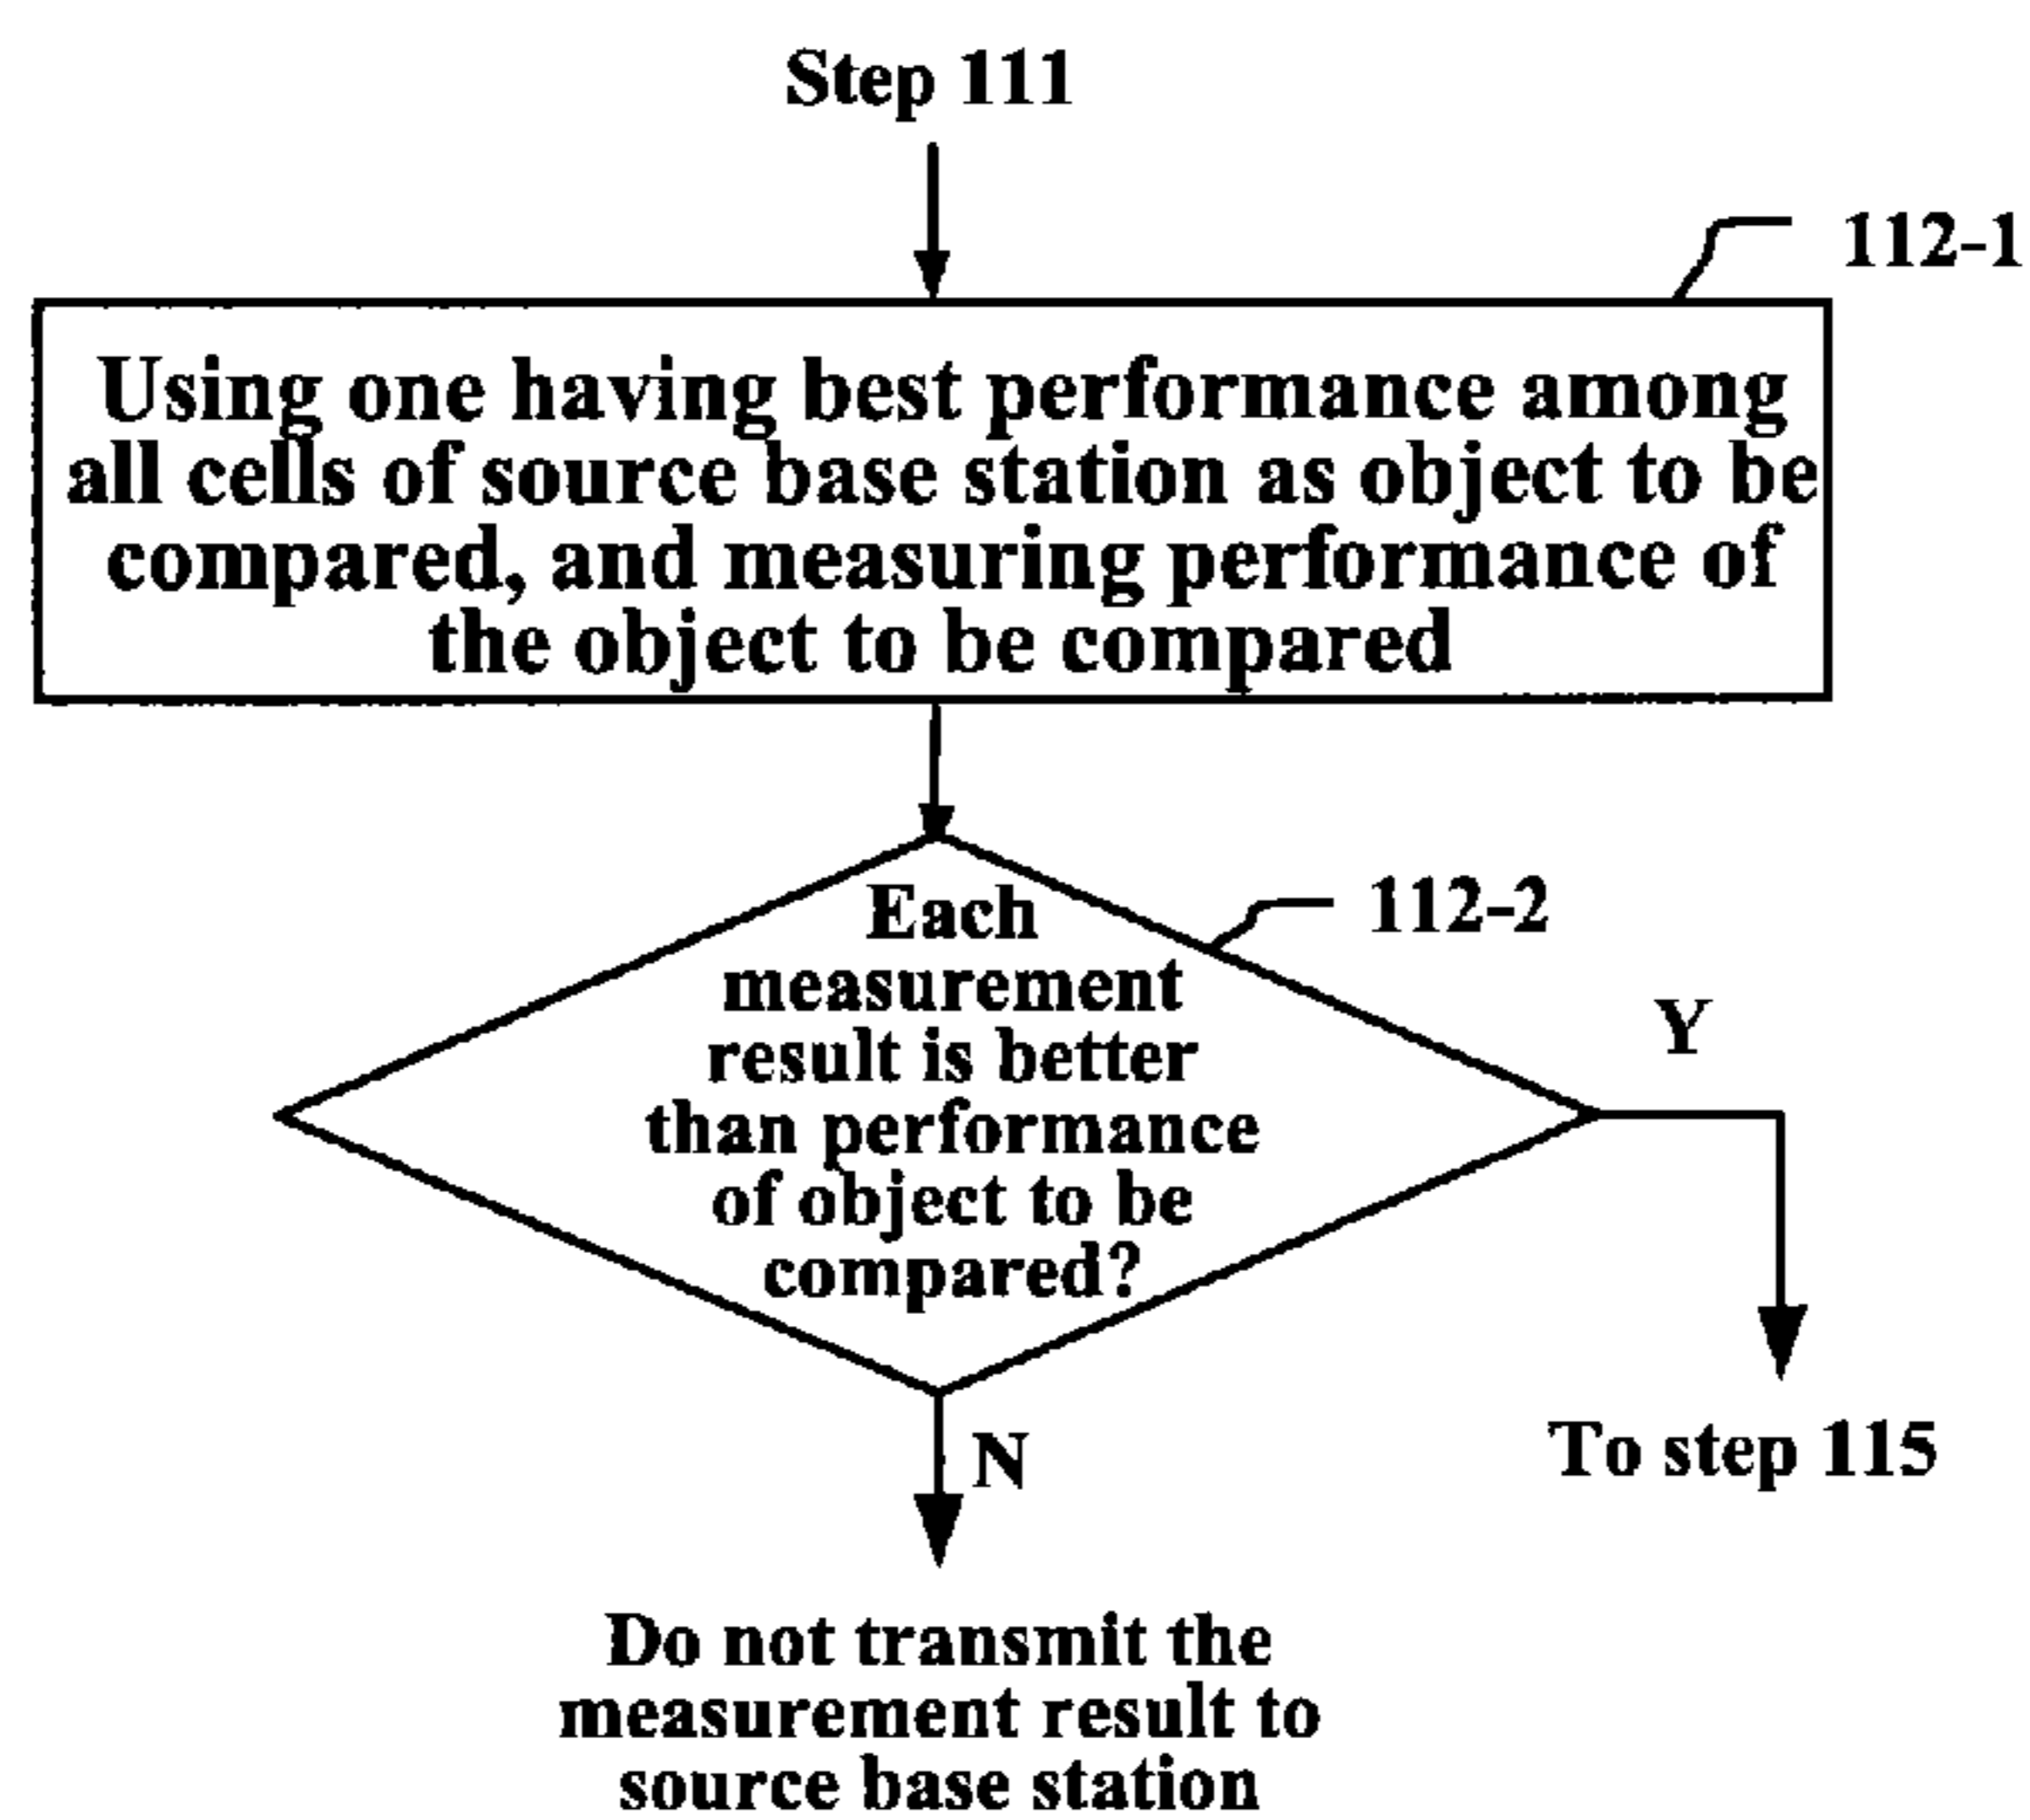 Step 111
112-1
Using one having best performance among
all cells of source base station as object to be
compared, and measuring performance of
the object to be compared
112-2
Each
measurement
result is better
than performance
of object to be
compared?
Y
N
To step 115
Do not transmit the
measurement result to
source base station